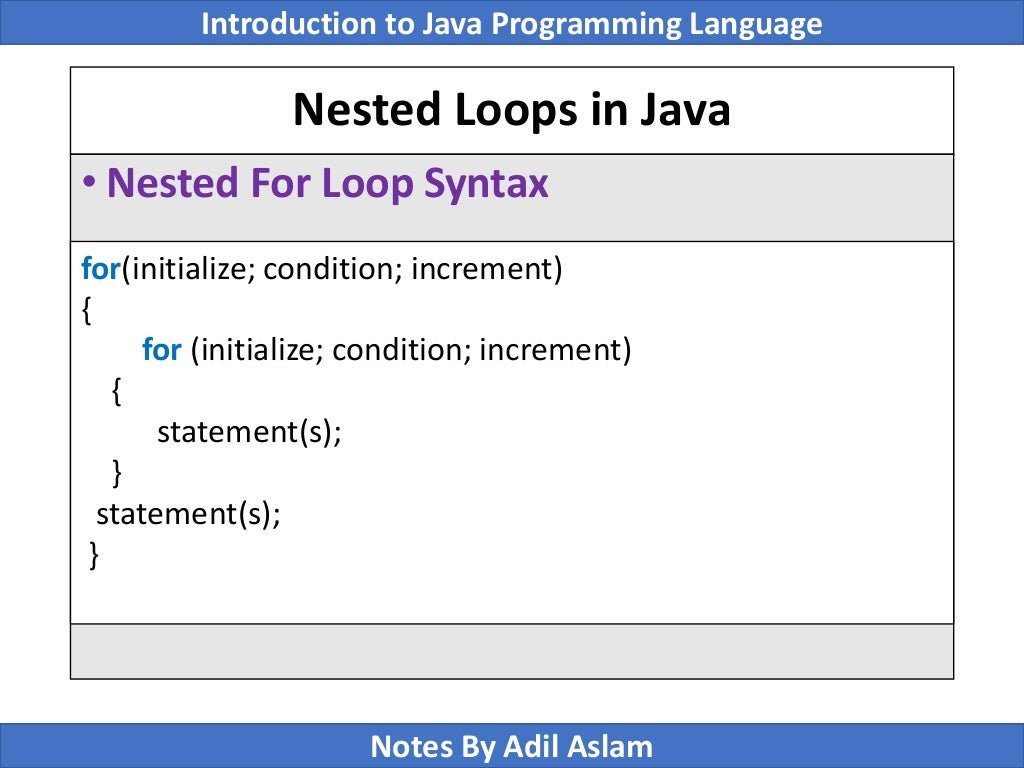 Introduction to Java Programming Language
Nested Loops in Java
• Nested For Loop Syntax
for(initialize; condition; increment)
{
for (initialize; condition; increment)
{
statement(s);
}
statement(s);
}
Notes By Adil Aslam